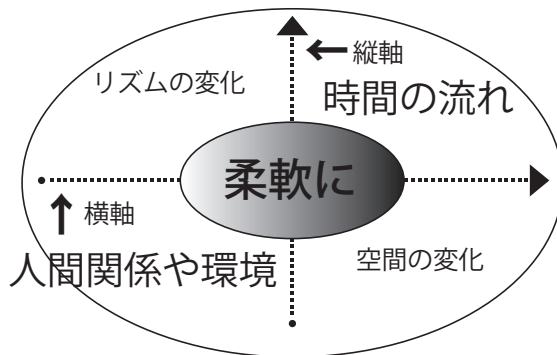 縦軸
リズムの変化
時間の流れ
柔軟に
横軸
人間関係や環境
空間の変化